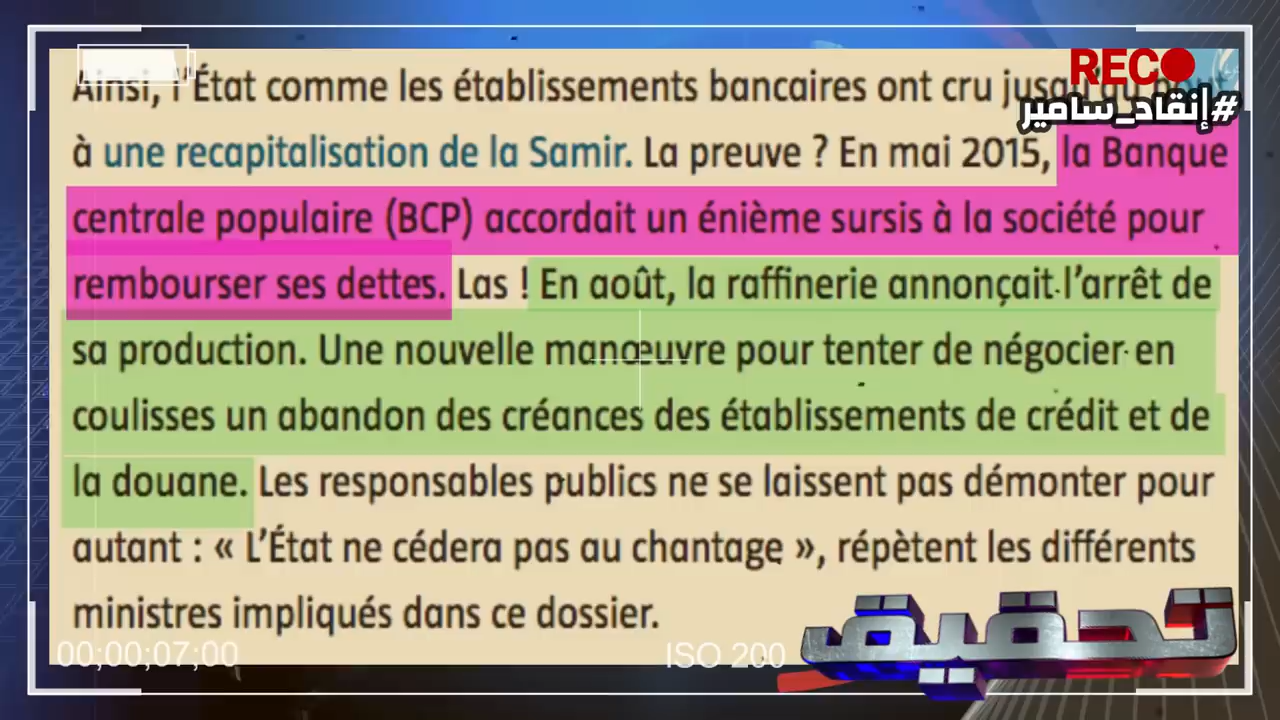 REC
#إنقاد_سامير
Ainsi, l'État comme les établissements bancaires ont cru
à une recapitalisation de la Samir. La preuve ? En mai 2015, la Banque
centrale populaire (BCP) accordait un énième sursis à la société pour
rembourser ses dettes. Las ! En août, la raffinerie annonçait l'arrêt de
sa production. Une nouvelle manœuvre pour tenter de négocier en
coulisses un abandon des créances des établissements de crédit et de
la douane. Les responsables publics ne se laissent pas démonter pour
autant : « L'État ne cédera pas au chantage », répètent les différents
ministres impliqués dans ce dossier.
00;00;07;00
ISO 200
تحقيق